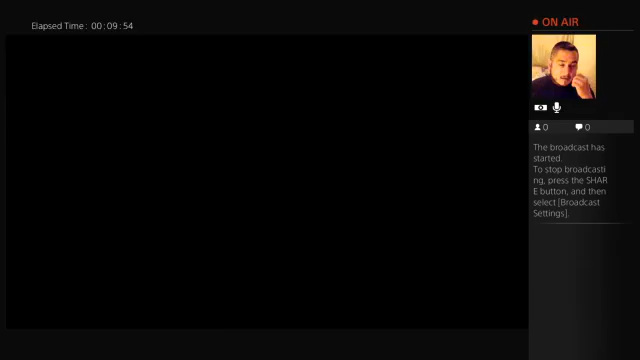 Elapsed Time : 00 : 09 : 54
ON AIR
0
0
The broadcast has
started.
To stop broadcasti
ng, press the SHAR
E button, and then
select [Broadcast
Settings].